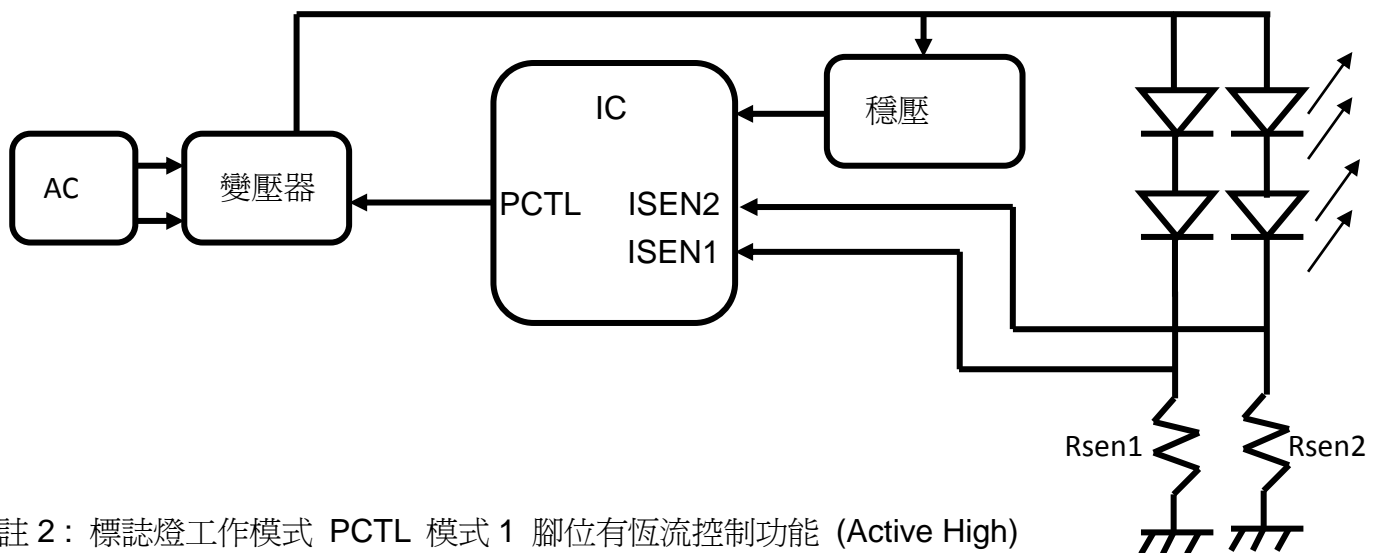 IC
穩壓
AC
變壓器
PCTL
ISEN2
ISEN1
Rsen1
Rsen2
註 2 : 標誌燈工作模式 PCTL 模式 1 腳位有恆流控制功能 (Active High)